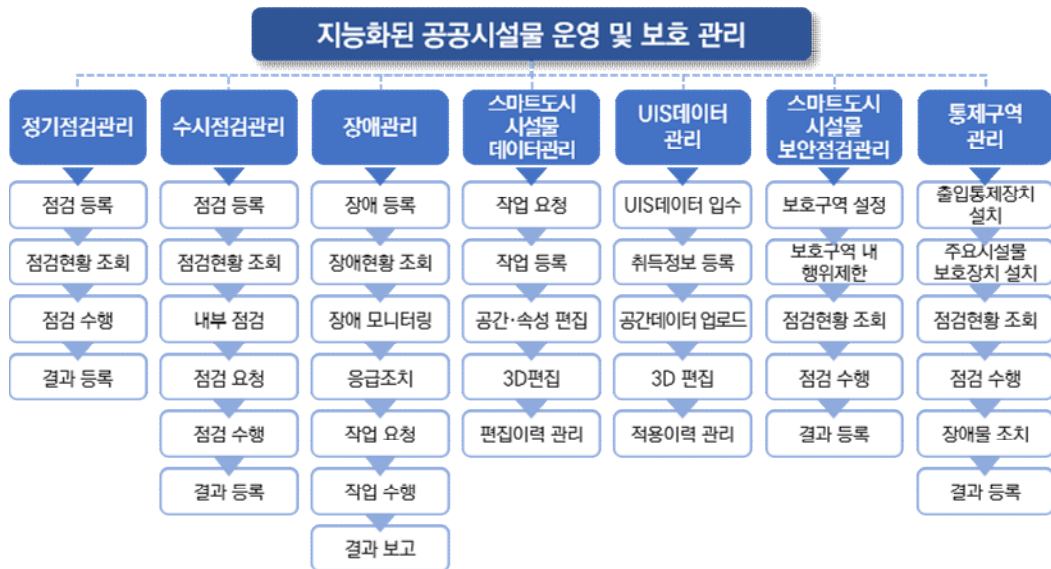 지능화된 공공시설물 운영 및 보호 관리
정기점검관리
점검 등록
점검현황 조회
점검 수행
결과 등록
수시점검관리
점검 등록
점검현황 조회
내부 점검
점검 요청
점검 수행
결과 등록
장애관리
장애 등록
장애현황 조회
장애 모니터링
응급조치
작업 요청
작업 수행
결과 보고
스마트도시
시설물
데이터관리
작업 요청
작업 등록
공간·속성 편집
3D편집
편집이력 관리
UIS데이터
관리
UIS데이터 입수
취득정보 등록
공간데이터 업로드
3D 편집
적용이력 관리
스마트도시
시설물
보안점검관리
보호구역 설정
보호구역 내
행위제한
점검현황 조회
점검 수행
결과 등록
통제구역
관리
출입통제장치
설치
주요시설물
보호장치 설치
점검현황 조회
점검 수행
장애물 조치
결과 등록